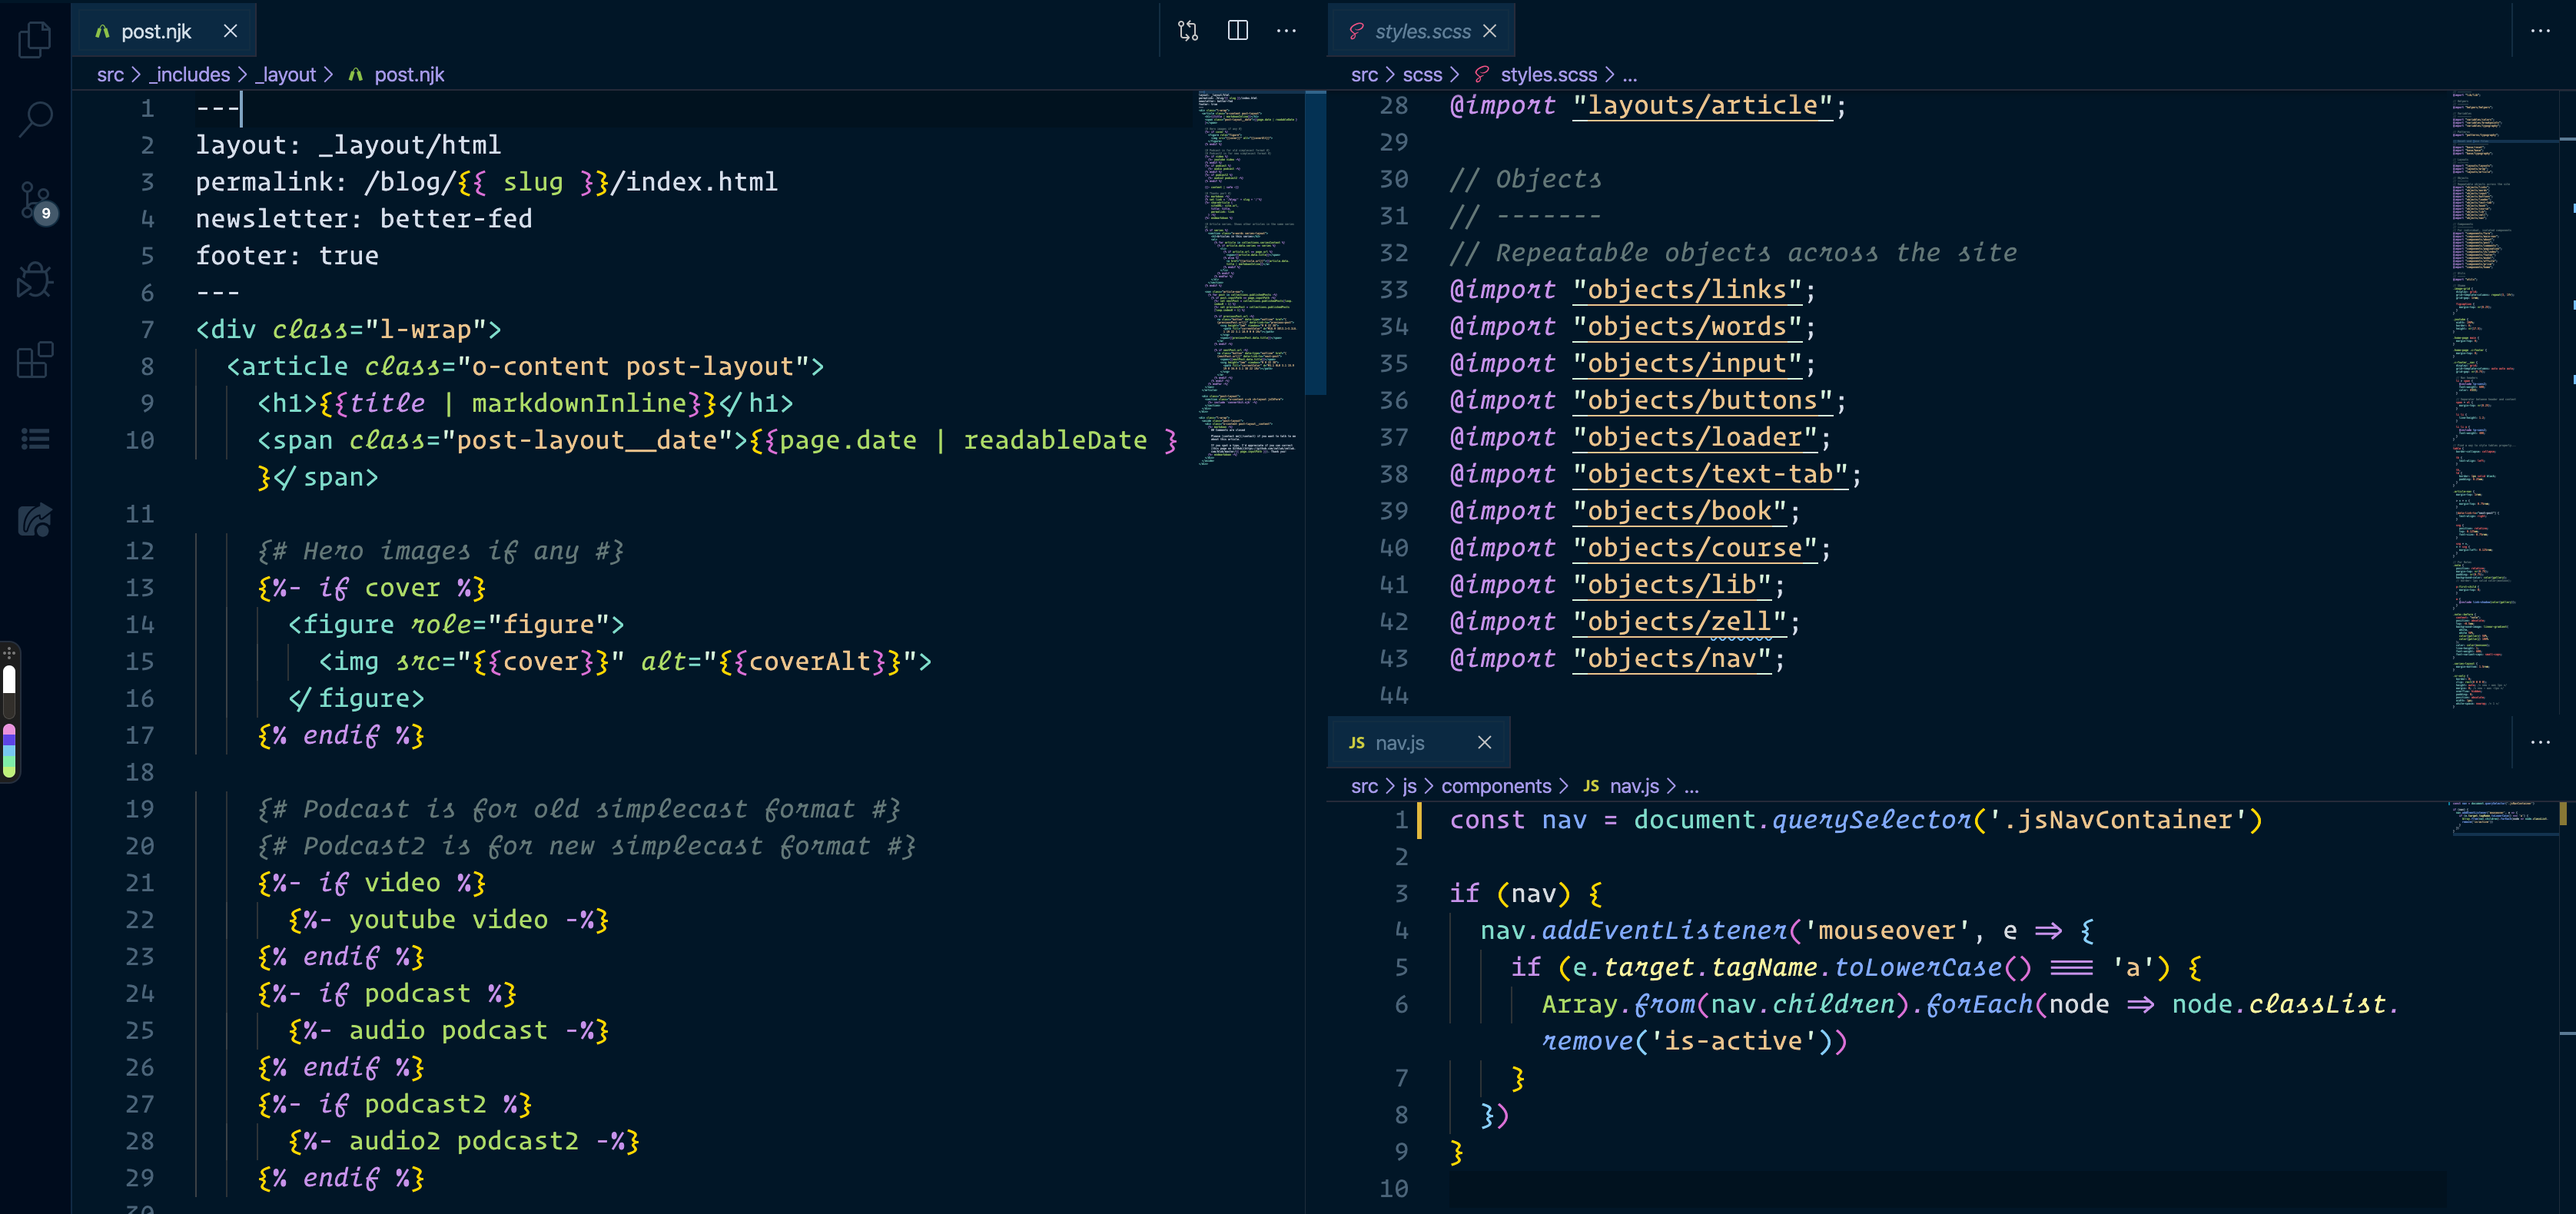 post.njk
src > _includes > _layout > post.njk
1 ---
2 layout: _layout/html
3 permalink: /blog/{{ slug }}/index.html
4 newsletter: better-fed
5 footer: true
6 ---
7 <div class="l-wrap">
8 <article class="o-content post-layout">
9 <h1>{{title | markdownInline}}</h1>
10 <span class="post-layout__date">{{page.date | readableDate }
}</span>
11
12 {# Hero images if any #}
13 {%- if cover %}
14 <figure role="figure">
15 <img src="{{cover}}" alt="{{coverAlt}}">
16 </figure>
17 {% endif %}
18
19 {# Podcast is for old simplecast format #}
20 {# Podcast2 is for new simplecast format #}
21 {%- if video %}
22 {%- youtube video -%}
23 {% endif %}
24 {%- if podcast %}
25 {%- audio podcast -%}
26 {% endif %}
27 {%- if podcast2 %}
28 {%- audio2 podcast2 -%}
29 {% endif %}
30
9
styles.scss
src > scss > styles.scss > ...
28 @import "layouts/article";
29
30 // Objects
31 // -------
32 // Repeatable objects across the site
33 @import "objects/links";
34 @import "objects/words";
35 @import "objects/input";
36 @import "objects/buttons";
37 @import "objects/loader";
38 @import "objects/text-tab";
39 @import "objects/book";
40 @import "objects/course";
41 @import "objects/lib";
42 @import "objects/zell";
43 @import "objects/nav";
44
JS nav.js
src > js > components > JS nav.js > ...
1 const nav = document.querySelector('.jsNavContainer')
2
3 if (nav) {
4 nav.addEventListener('mouseover', e => {
5 if (e.target.tagName.toLowerCase() === 'a') {
6 Array.from(nav.children).forEach(node => node.classList.
remove('is-active'))
7 }
8 })
9 }
10